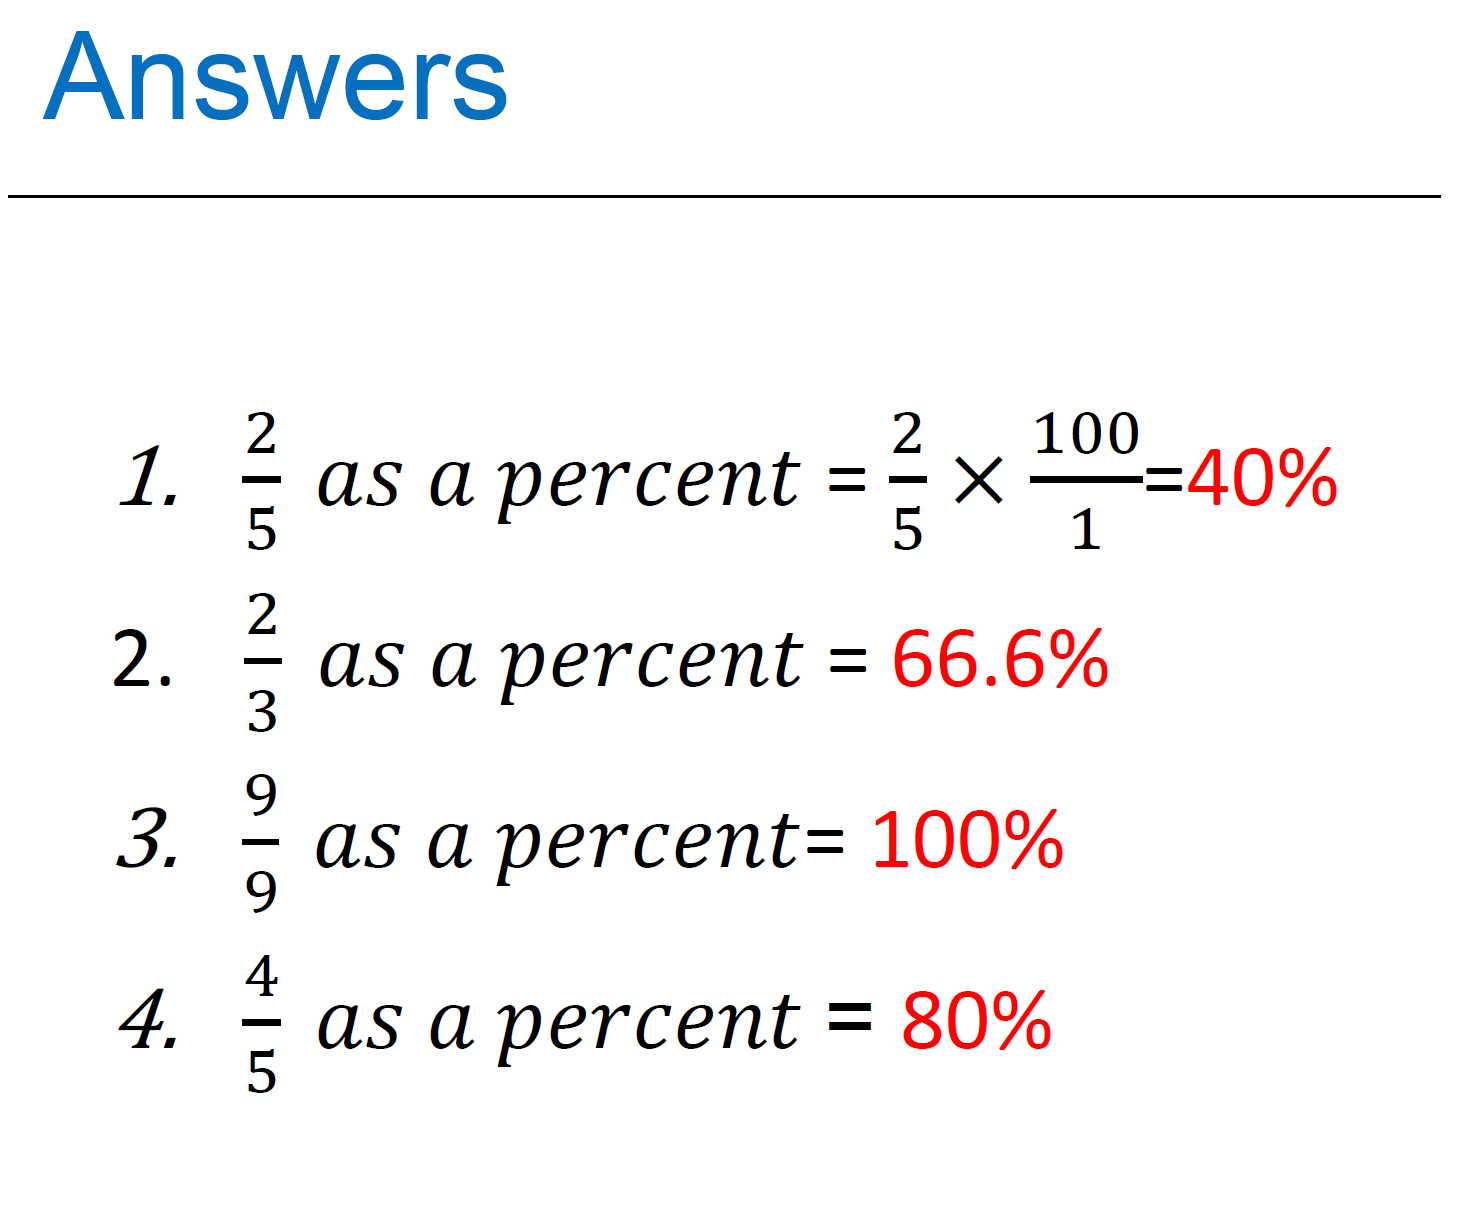 Answers
1. 2/5 as a percent = 2/5 × 100/1 =40%
2. 2/3 as a percent = 66.6%
3. 9/9 as a percent= 100%
4. 4/5 as a percent = 80%